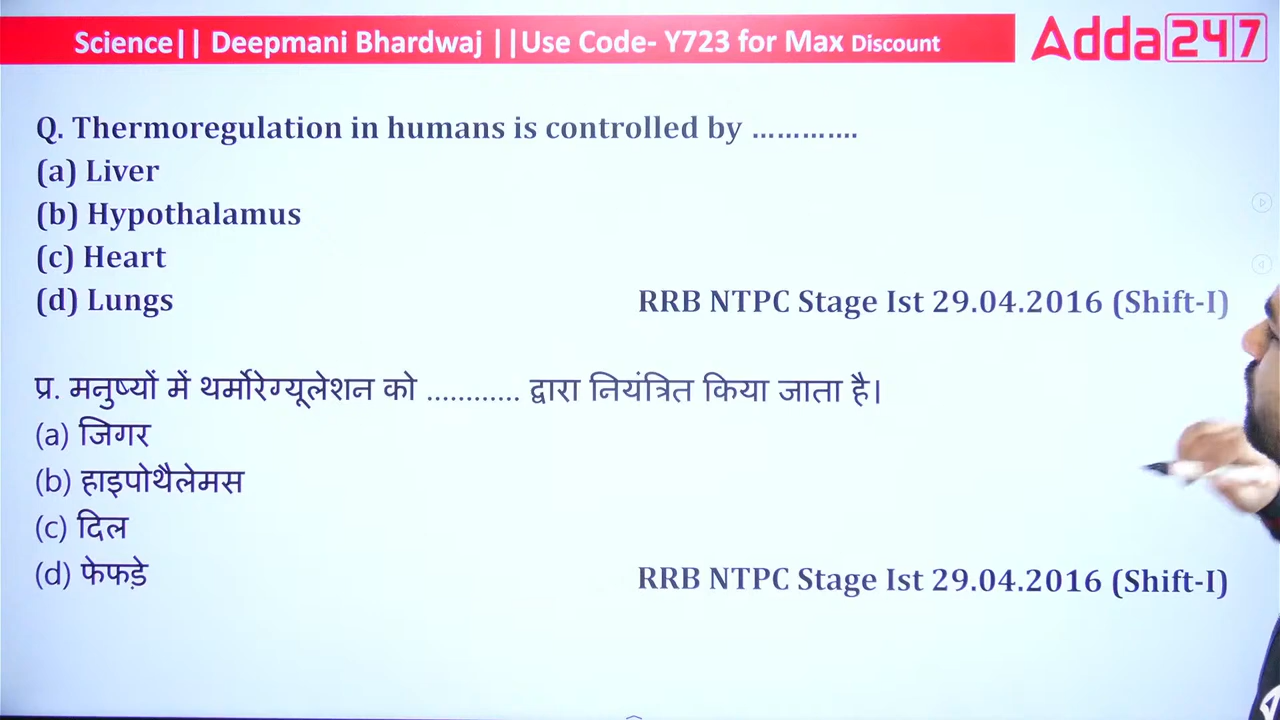 Science|| Deepmani Bhardwaj ||Use Code- Y723 for Max Discount
Adda247
Q. Thermoregulation in humans is controlled by ………….
(a) Liver
(b) Hypothalamus
(c) Heart
(d) Lungs
RRB NTPC Stage Ist 29.04.2016 (Shift-I)
प्र. मनुष्यों में थर्मोरेग्यूलेशन को ............ द्वारा नियंत्रित किया जाता है।
(a) जिगर
(b) हाइपोथैलेमस
(c) दिल
(d) फेफड़े
RRB NTPC Stage Ist 29.04.2016 (Shift-I)